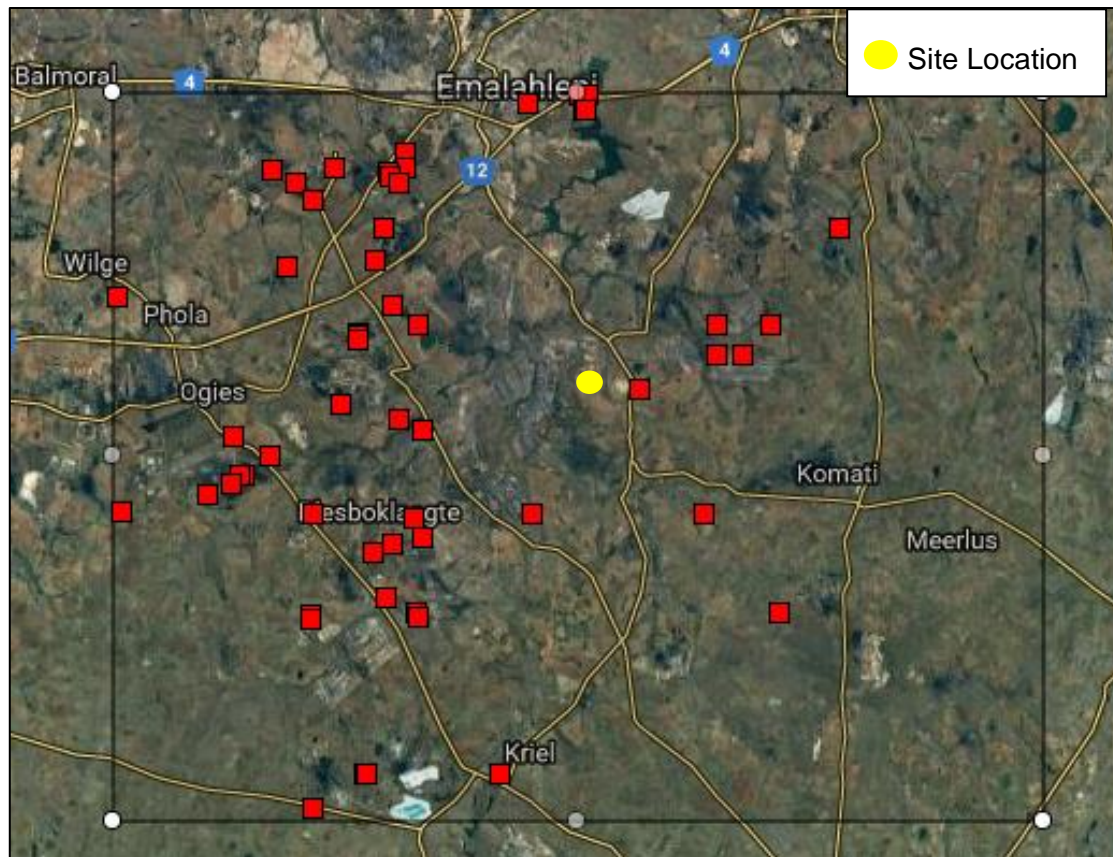 4
Site Location
Balmoral
4
Emalahleni
12
Wilge
Phola
Ogies
Komati
Meerlus
Kriel